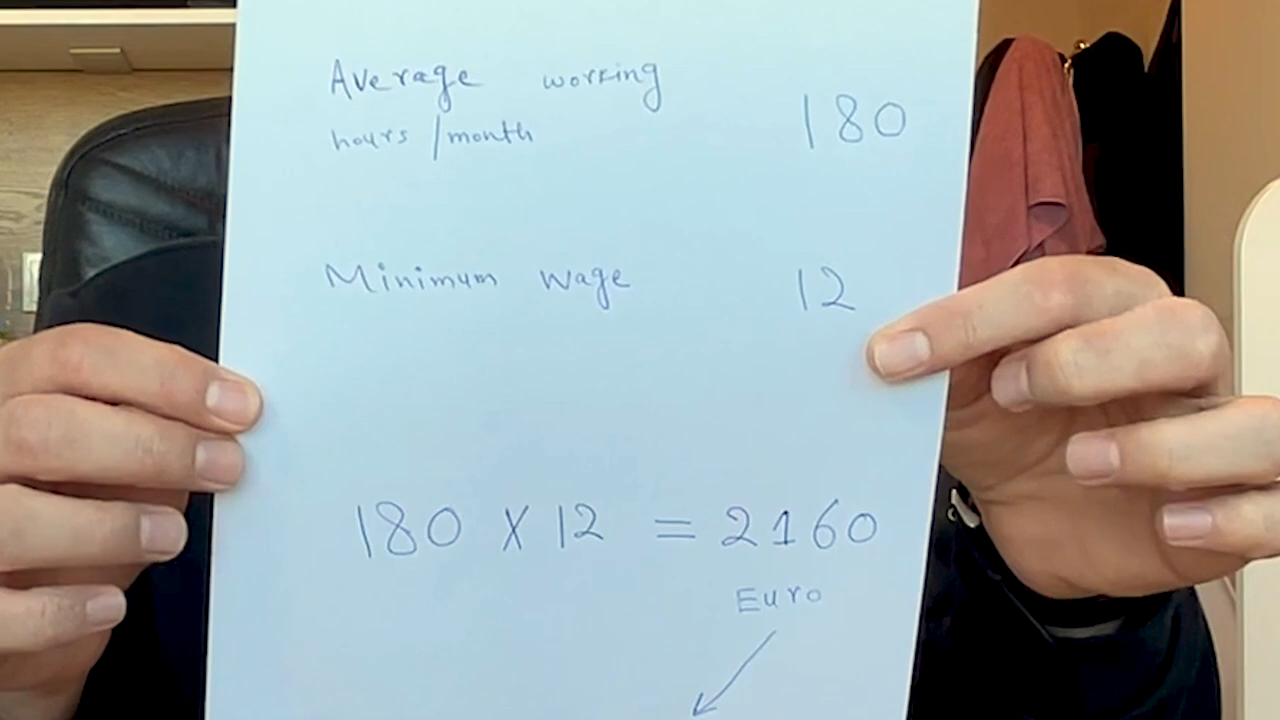 Average working
hours/month 180
Minimum wage 12
180 X 12 = 2160
Euro